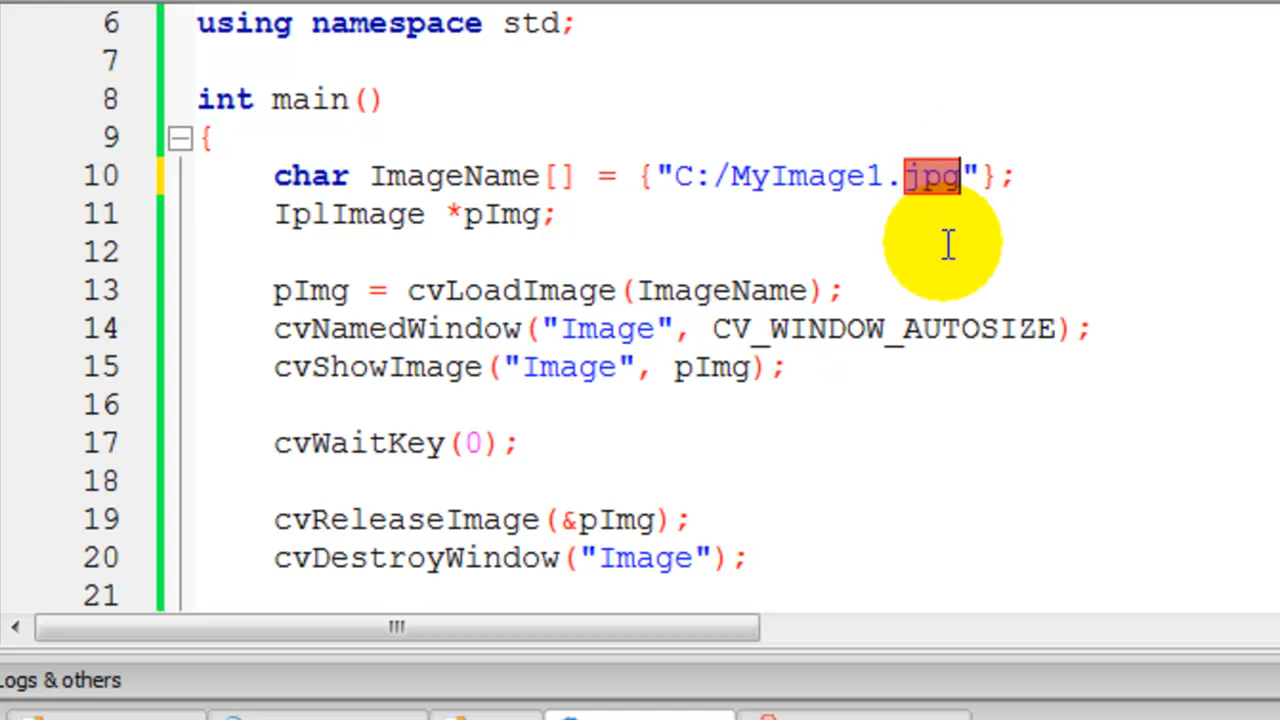 6 using namespace std;
7
8 int main()
9 {
10 char ImageName[] = {"C:/MyImage1.jpg"};
11 IplImage *pImg;
12
13 pImg = cvLoadImage(ImageName);
14 cvNamedWindow("Image", CV_WINDOW_AUTOSIZE);
15 cvShowImage("Image", pImg);
16
17 cvWaitKey(0);
18
19 cvReleaseImage(&pImg);
20 cvDestroyWindow("Image");
21
Logs & others